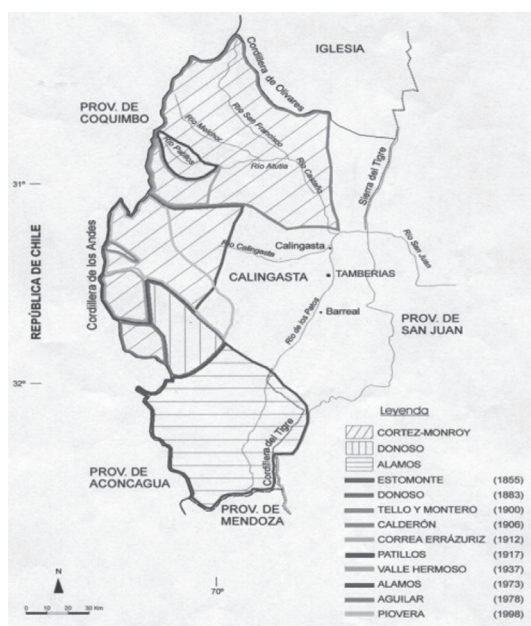 IGLESIA
Cordillera de Olivares
PROV. DE
COQUIMBO
Río San Francisco
Río Melchor
Río Patillos
Río Atutia
Río Castaño
Sierra del Tigre
31°
Río San Juan
Río Calingasta
Calingasta
CALINGASTA
TAMBERIAS
Cordillera de los Andes
REPÚBLICA DE CHILE
Río de los Patos
Barreal
PROV. DE
SAN JUAN
32°
Cordillera del Tigre
PROV. DE
ACONCAGUA
PROV. DE
MENDOZA
Leyenda
CORTEZ-MONROY
DONOSO
ALAMOS
ESTOMONTE (1855)
DONOSO (1883)
TELLO Y MONTERO (1900)
CALDERÓN (1906)
CORREA ERRÁZURIZ (1912)
PATILLOS (1917)
VALLE HERMOSO (1937)
ALAMOS (1973)
AGUILAR (1978)
PIOVERA (1998)
N
70°
0 10 20 30 Km